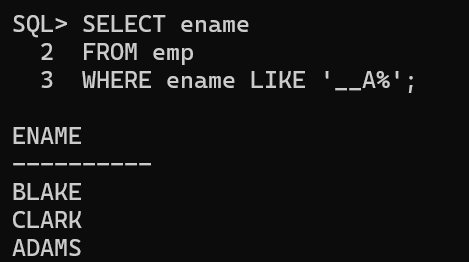 SQL> SELECT ename
  2  FROM emp
  3  WHERE ename LIKE '__A%';

ENAME
----------
BLAKE
CLARK
ADAMS